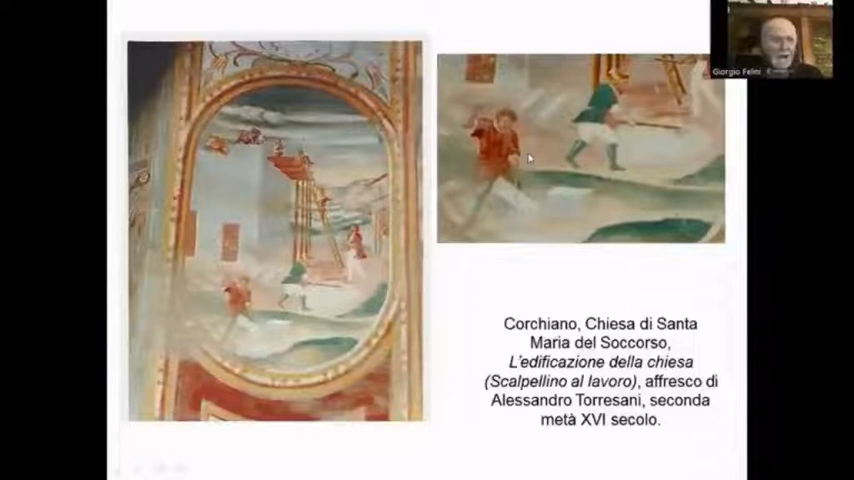 Giorgio Felini
Corchiano, Chiesa di Santa
Maria del Soccorso,
L'edificazione della chiesa
(Scalpellino al lavoro), affresco di
Alessandro Torresani, seconda
metà XVI secolo.